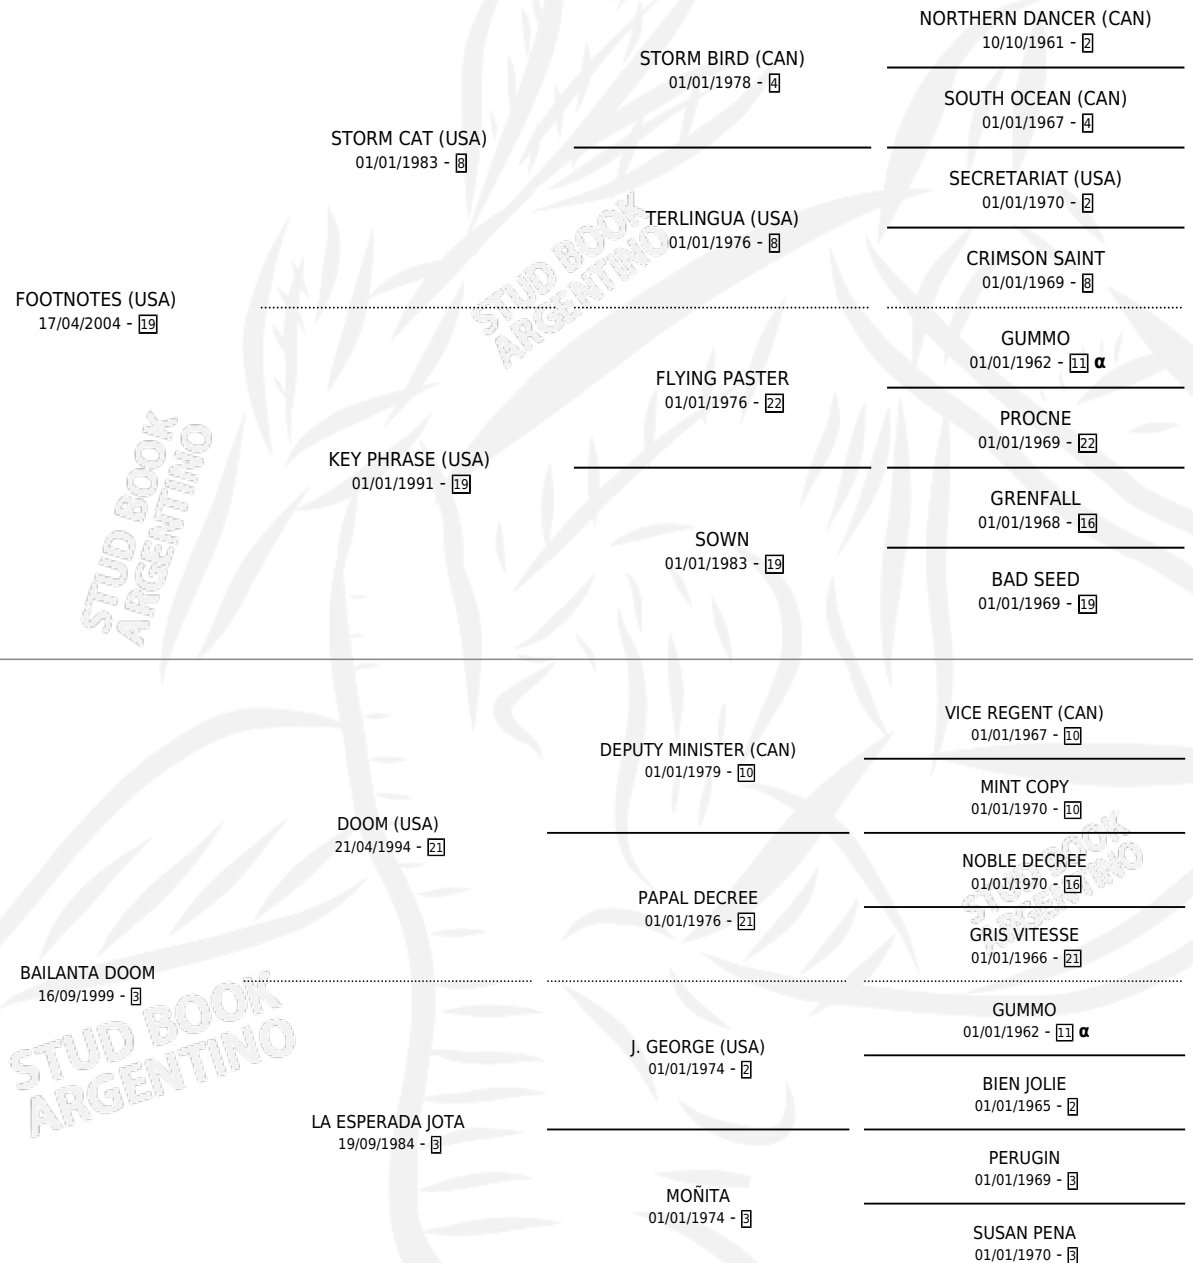 NORTHERN DANCER (CAN)
10/10/1961 - 2
STORM BIRD (CAN)
01/01/1978 - 4
SOUTH OCEAN (CAN)
01/01/1967 - 4
STORM CAT (USA)
01/01/1983 - 8
SECRETARIAT (USA)
01/01/1970 - 2
TERLINGUA (USA)
01/01/1976 - 8
CRIMSON SAINT
01/01/1969 - 8
FOOTNOTES (USA)
17/04/2004 - 19
GUMMO
01/01/1962 - 11 α
FLYING PASTER
01/01/1976 - 22
PROCNE
01/01/1969 - 22
KEY PHRASE (USA)
01/01/1991 - 19
GRENFALL
01/01/1968 - 16
SOWN
01/01/1983 - 19
BAD SEED
01/01/1969 - 19
VICE REGENT (CAN)
01/01/1967 - 10
DEPUTY MINISTER (CAN)
01/01/1979 - 10
MINT COPY
01/01/1970 - 10
DOOM (USA)
21/04/1994 - 21
NOBLE DECREE
01/01/1970 - 16
PAPAL DECREE
01/01/1976 - 21
GRIS VITESSE
01/01/1966 - 21
BAILANTA DOOM
16/09/1999 - 3
GUMMO
01/01/1962 - 11 α
J. GEORGE (USA)
01/01/1974 - 2
BIEN JOLIE
01/01/1965 - 2
LA ESPERADA JOTA
19/09/1984 - 3
PERUGIN
01/01/1969 - 3
MOÑITA
01/01/1974 - 3
SUSAN PENA
01/01/1970 - 3
STUD BOOK
ARGENTINO
STUD BOOK
ARGENTINO
STUD BOOK
ARGENTINO
STUD BOOK
ARGENTINO